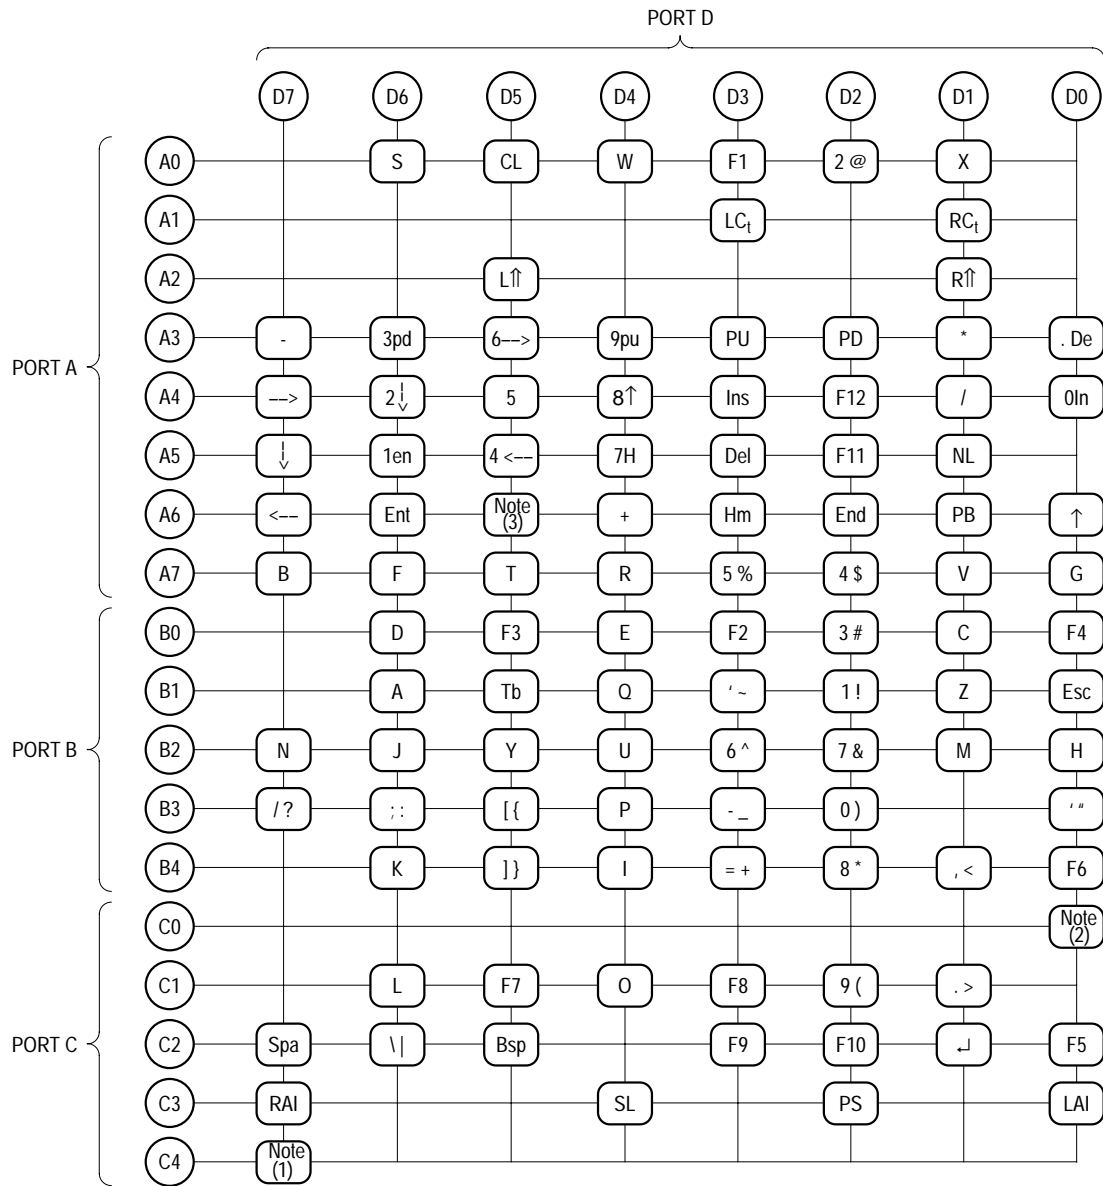 PORT D
D7 D6 D5 D4 D3 D2 D1 D0
A0 S CL W F1 2 @ X
A1 LCt RCt
A2 L⇑ R⇑
PORT A
A3 - 3pd 6--> 9pu PU PD * . De
A4 --> 2¦˅ 5 8↑ Ins F12 / 0In
A5 ¦˅ 1en 4 <-- 7H Del F11 NL
A6 <-- Ent Note (3) + Hm End PB ↑
A7 B F T R 5 % 4 $ V G
B0 D F3 E F2 3 # C F4
B1 A Tb Q ‘ ~ 1 ! Z Esc
PORT B
B2 N J Y U 6 ^ 7 & M H
B3 / ? ; : [ { P - _ 0 ) ‘ “
B4 K ] } I = + 8 * , < F6
C0 Note (2)
C1 L F7 O F8 9 ( . >
PORT C
C2 Spa \ | Bsp F9 F10 ↵ F5
C3 RAI SL PS LAI
C4 Note (1)